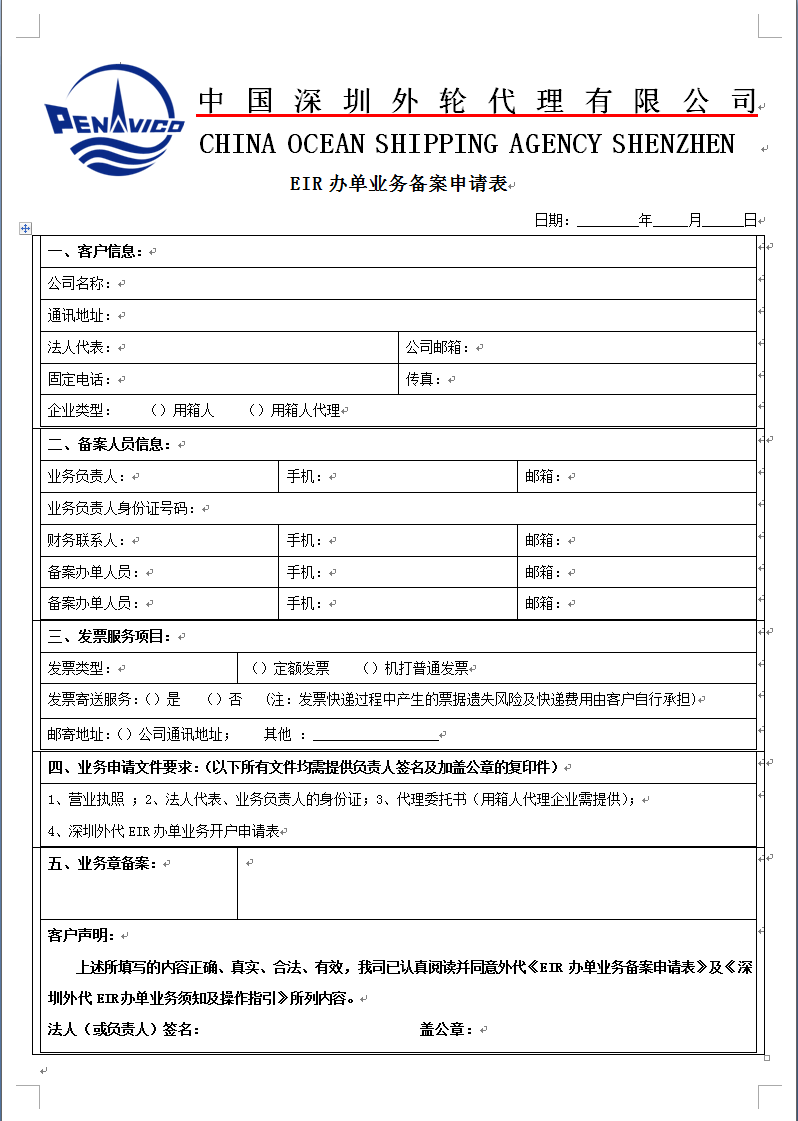 PENAVICO
中国深圳外轮代理有限公司
CHINA OCEAN SHIPPING AGENCY SHENZHEN
EIR 办单业务备案申请表
日期：________年_____月______日
一、客户信息：
公司名称：
通讯地址：
法人代表： 公司邮箱：
固定电话： 传真：
企业类型： （）用箱人 （）用箱人代理
二、备案人员信息：
业务负责人： 手机： 邮箱：
业务负责人身份证号码：
财务联系人： 手机： 邮箱：
备案办单人员： 手机： 邮箱：
备案办单人员： 手机： 邮箱：
三、发票服务项目：
发票类型： （）定额发票 （）机打普通发票
发票寄送服务：（）是 （）否 （注：发票快递过程中产生的票据遗失风险及快递费用由客户自行承担）
邮寄地址：（）公司通讯地址； 其他 ：__________________
四、业务申请文件要求：（以下所有文件均需提供负责人签名及加盖公章的复印件）
1、营业执照 ；2、法人代表、业务负责人的身份证；3、代理委托书（用箱人代理企业需提供）；
4、深圳外代 EIR 办单业务开户申请表
五、业务章备案：
客户声明：
上述所填写的内容正确、真实、合法、有效，我司已认真阅读并同意外代《EIR 办单业务备案申请表》及《深
圳外代 EIR 办单业务须知及操作指引》所列内容。
法人（或负责人）签名： 盖公章：